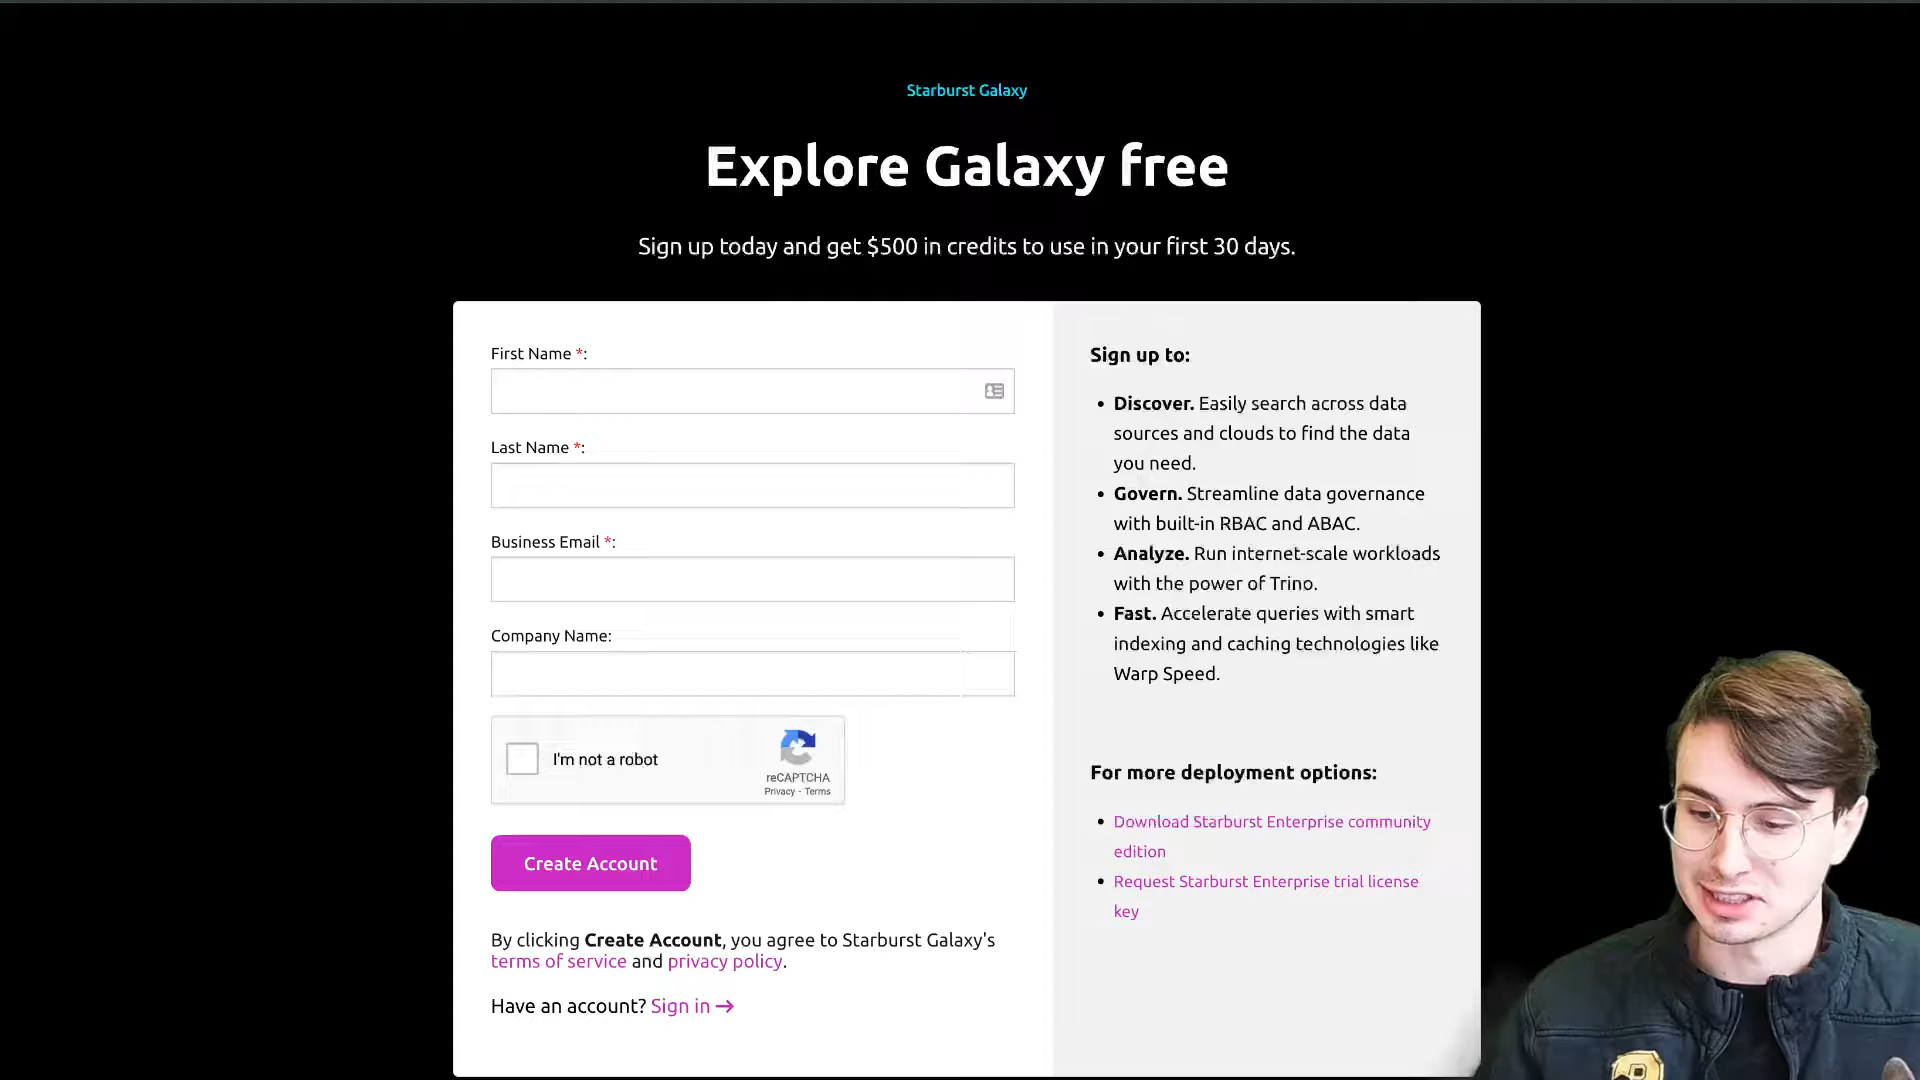 Starburst Galaxy
Explore Galaxy free
Sign up today and get $500 in credits to use in your first 30 days.
First Name *:
Last Name *:
Business Email *:
Company Name:
I'm not a robot
reCAPTCHA
Privacy - Terms
Create Account
By clicking Create Account, you agree to Starburst Galaxy's
terms of service and privacy policy.
Have an account? Sign in →
Sign up to:
• Discover. Easily search across data
sources and clouds to find the data
you need.
• Govern. Streamline data governance
with built-in RBAC and ABAC.
• Analyze. Run internet-scale workloads
with the power of Trino.
• Fast. Accelerate queries with smart
indexing and caching technologies like
Warp Speed.
For more deployment options:
• Download Starburst Enterprise community
edition
• Request Starburst Enterprise trial license
key